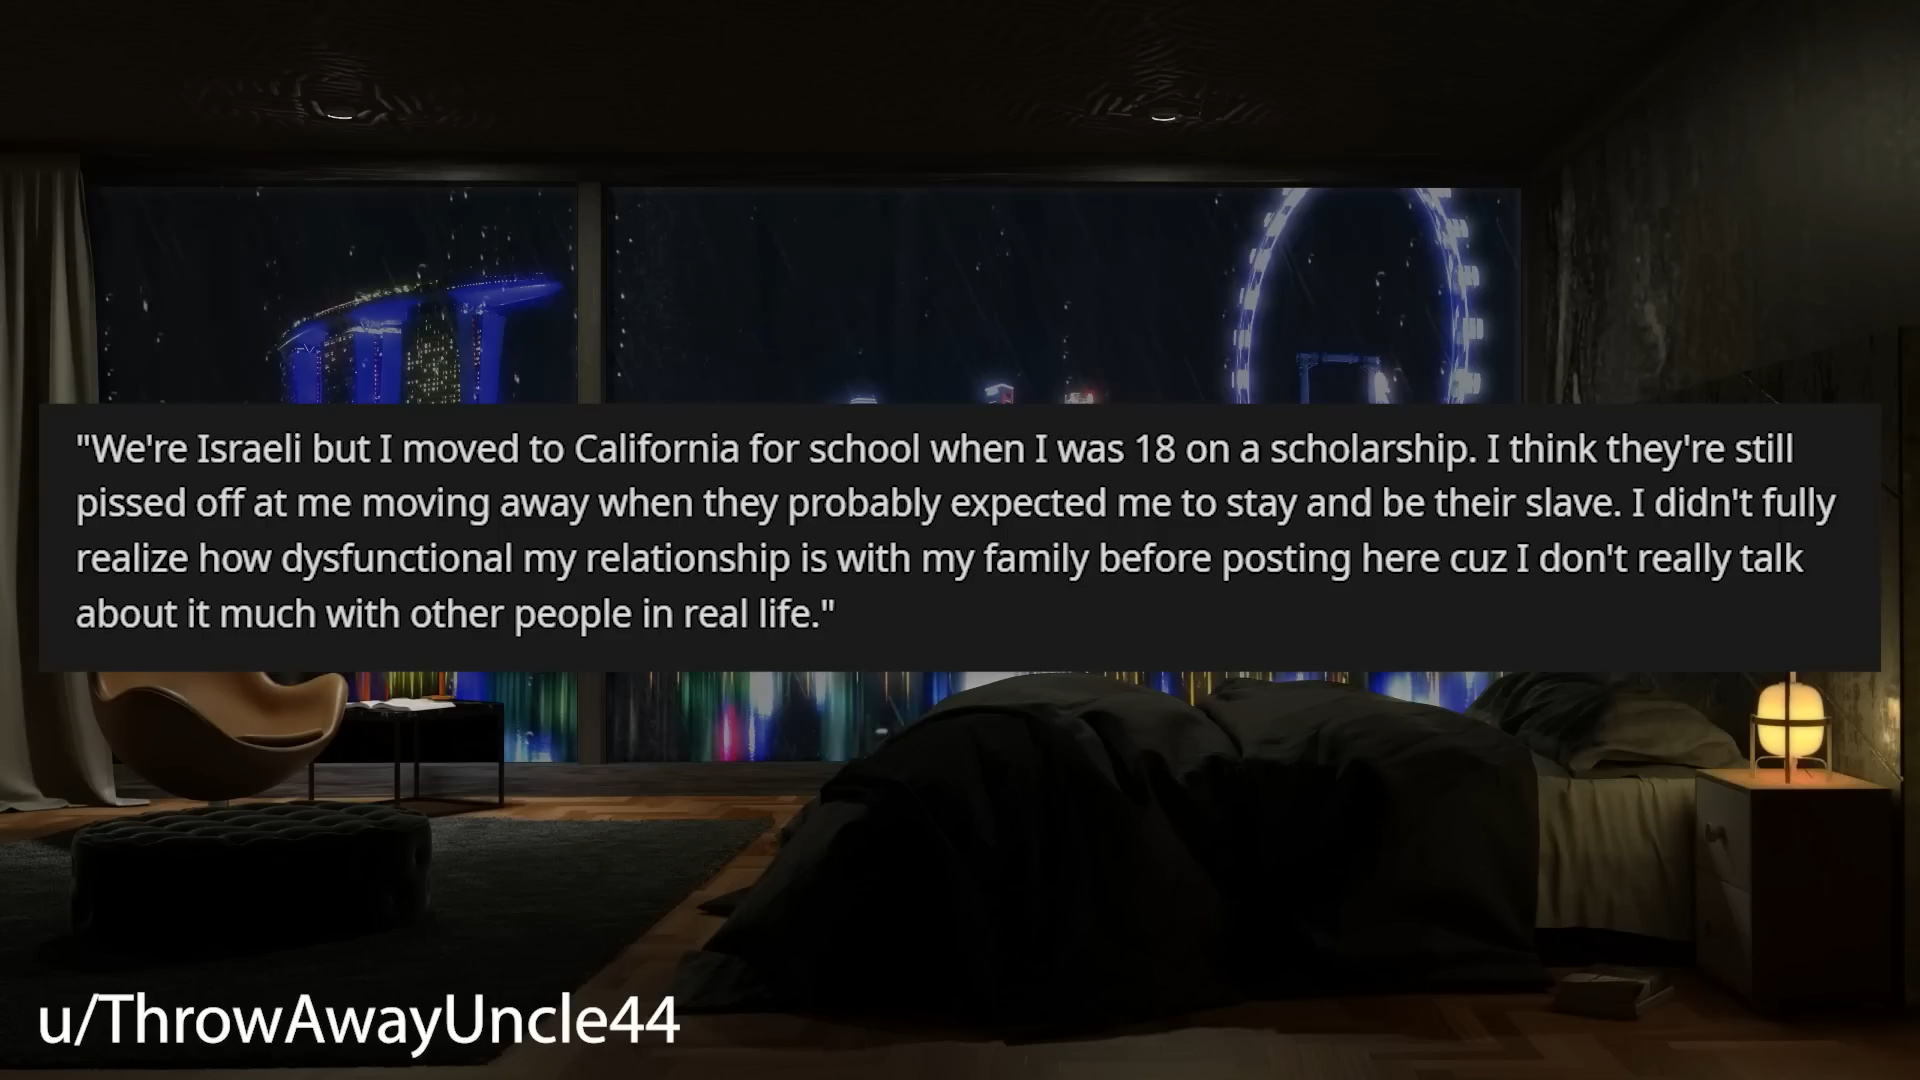 "We're Israeli but I moved to California for school when I was 18 on a scholarship. I think they're still
pissed off at me moving away when they probably expected me to stay and be their slave. I didn't fully
realize how dysfunctional my relationship is with my family before posting here cuz I don't really talk
about it much with other people in real life."
u/ThrowAwayUncle44